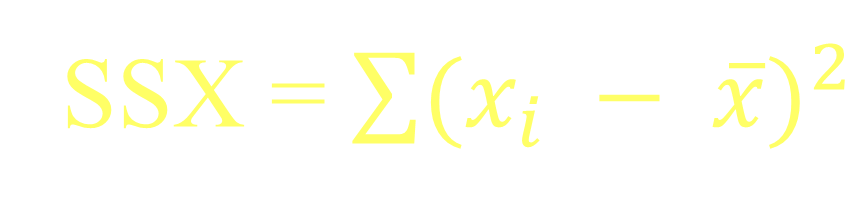 SSX = ∑(xᵢ − x̄)²